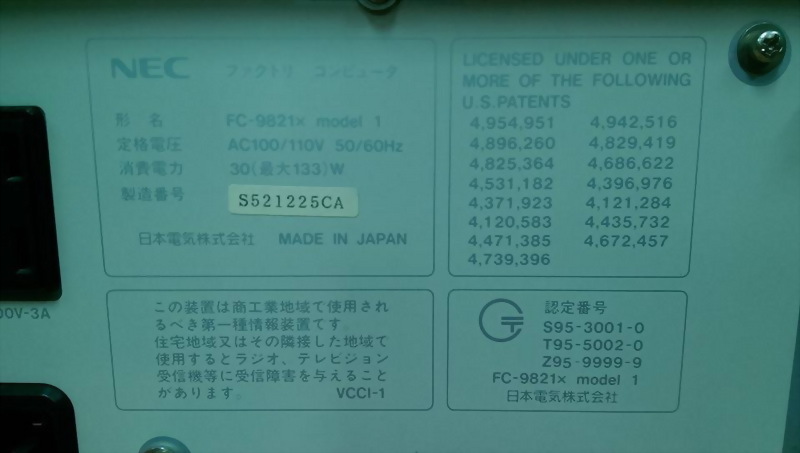 NEC ファクトリ コンピュータ
形 名 FC-9821x model 1
定格電圧 AC100/110V 50/60Hz
消費電力 30(最大133)W
製造番号 S521225CA
日本電気株式会社 MADE IN JAPAN
LICENSED UNDER ONE OR
MORE OF THE FOLLOWING
U.S.PATENTS
4,954,951 4,942,516
4,896,260 4,829,419
4,825,364 4,686,622
4,531,182 4,396,976
4,371,923 4,121,284
4,120,583 4,435,732
4,471,385 4,672,457
4,739,396
00V-3A
この装置は商工業地域で使用され
るべき第一種情報装置です。
住宅地域又はその隣接した地域で
使用するとラジオ、テレビジョン
受信機等に受信障害を与えること
があります。 VCCI-1
認定番号
S95-3001-0
T95-5002-0
Z95-9999-9
FC-9821x model 1
日本電気株式会社